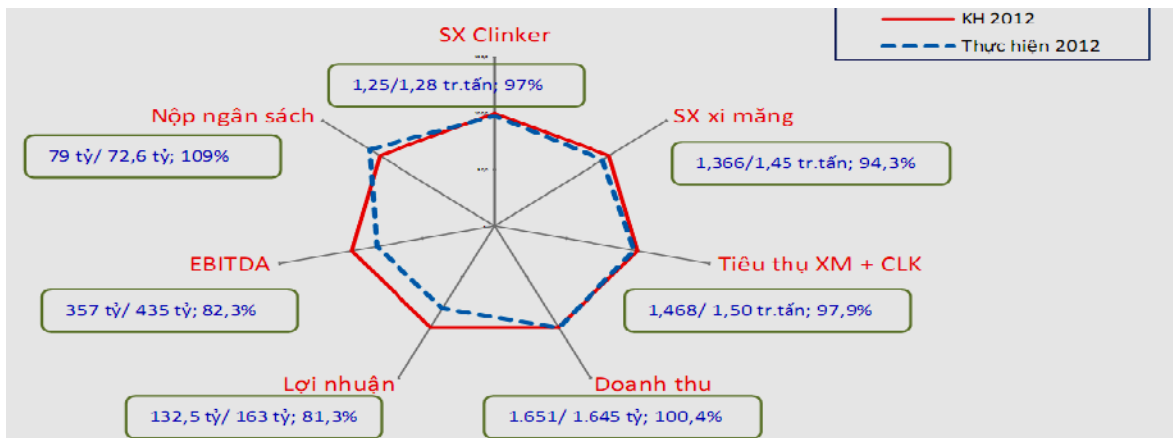 KH 2012
Thực hiện 2012
SX Clinker
1,25/1,28 tr.tấn; 97%
Nộp ngân sách
79 tỷ/ 72,6 tỷ; 109%
SX xi măng
1,366/1,45 tr.tấn; 94,3%
EBITDA
357 tỷ/ 435 tỷ; 82,3%
Tiêu thụ XM + CLK
1,468/ 1,50 tr.tấn; 97,9%
Lợi nhuận
132,5 tỷ/ 163 tỷ; 81,3%
Doanh thu
1.651/ 1.645 tỷ; 100,4%